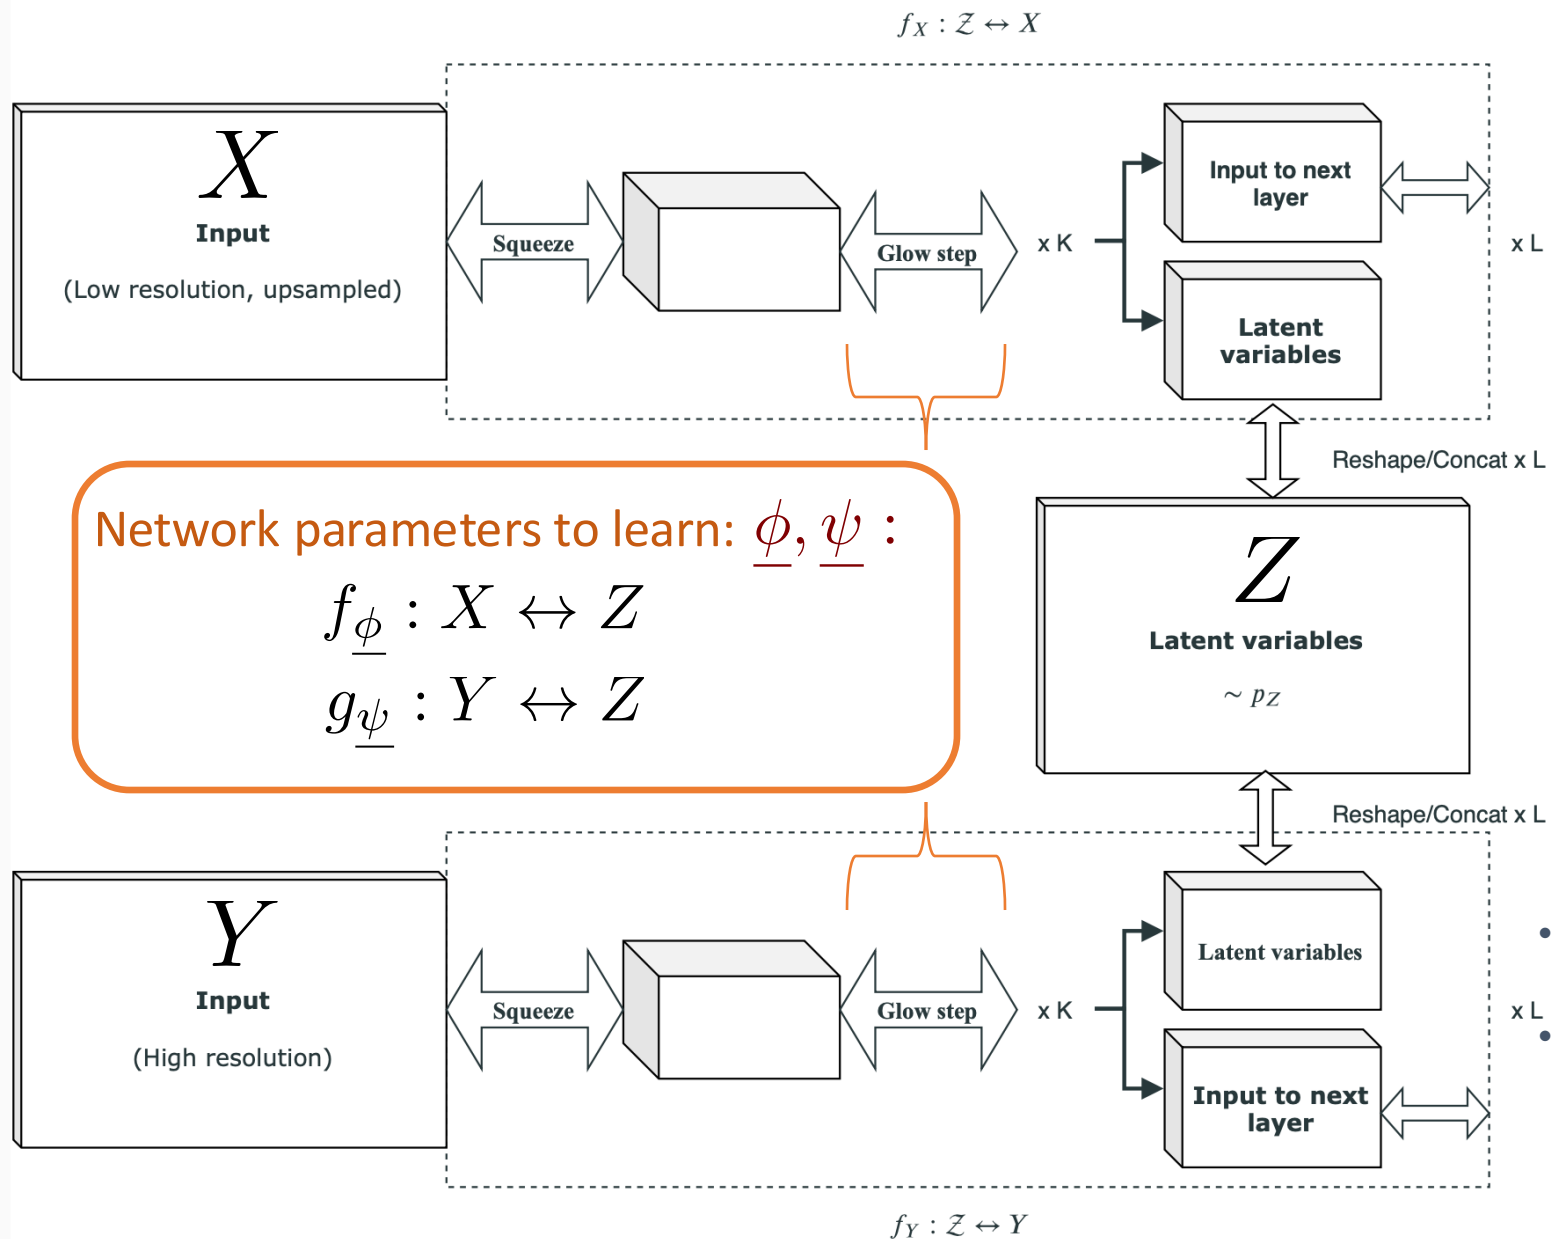 f_X : 𝒵 ↔ X
X
Input
(Low resolution, upsampled)
Squeeze
Glow step
x K
Input to next
layer
Latent
variables
x L
Reshape/Concat x L
Network parameters to learn: ϕ, ψ :
f_ϕ : X ↔ Z
g_ψ : Y ↔ Z
Z
Latent variables
∼ p_Z
Reshape/Concat x L
Y
Input
(High resolution)
Squeeze
Glow step
x K
Latent variables
Input to next
layer
x L
f_Y : 𝒵 ↔ Y